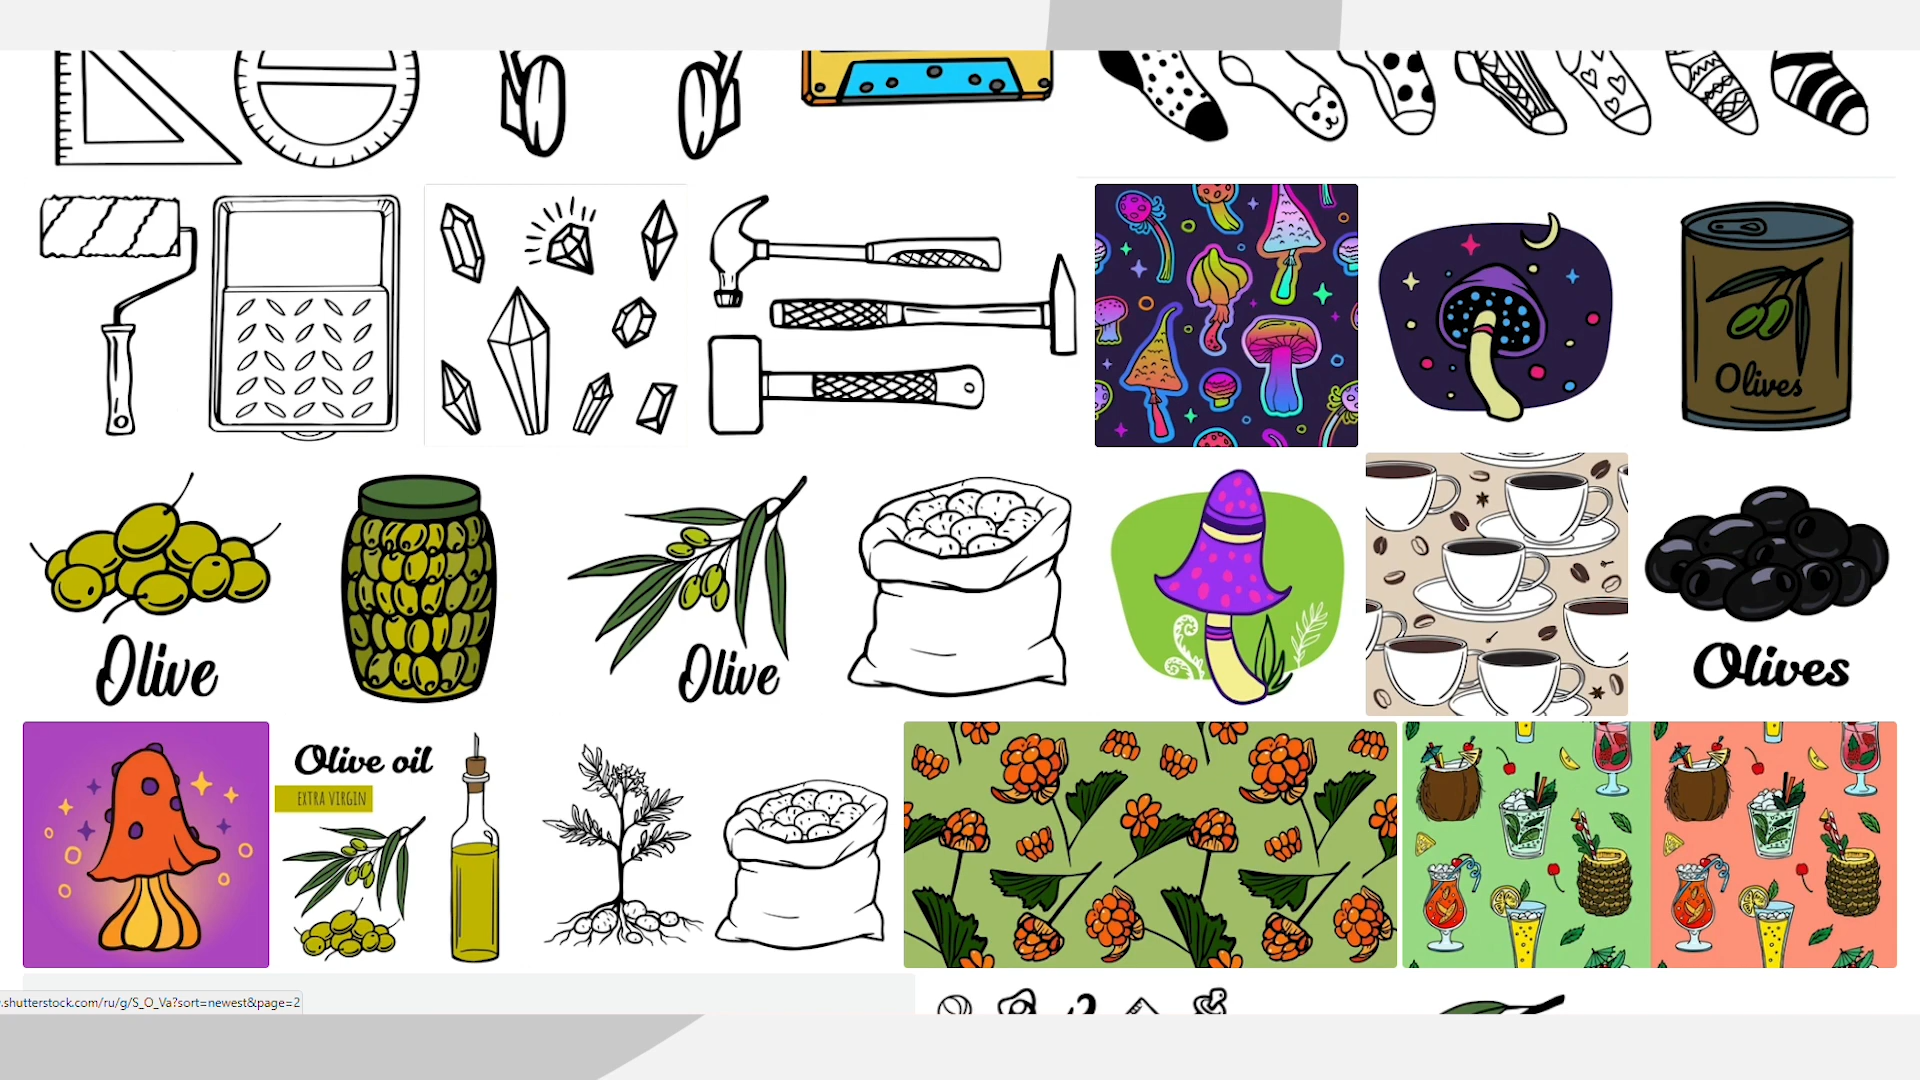 Olives
Olive
Olive
Olives
Olive oil
EXTRA VIRGIN
.shutterstock.com/ru/g/S_O_Va?sort=newest&page=2